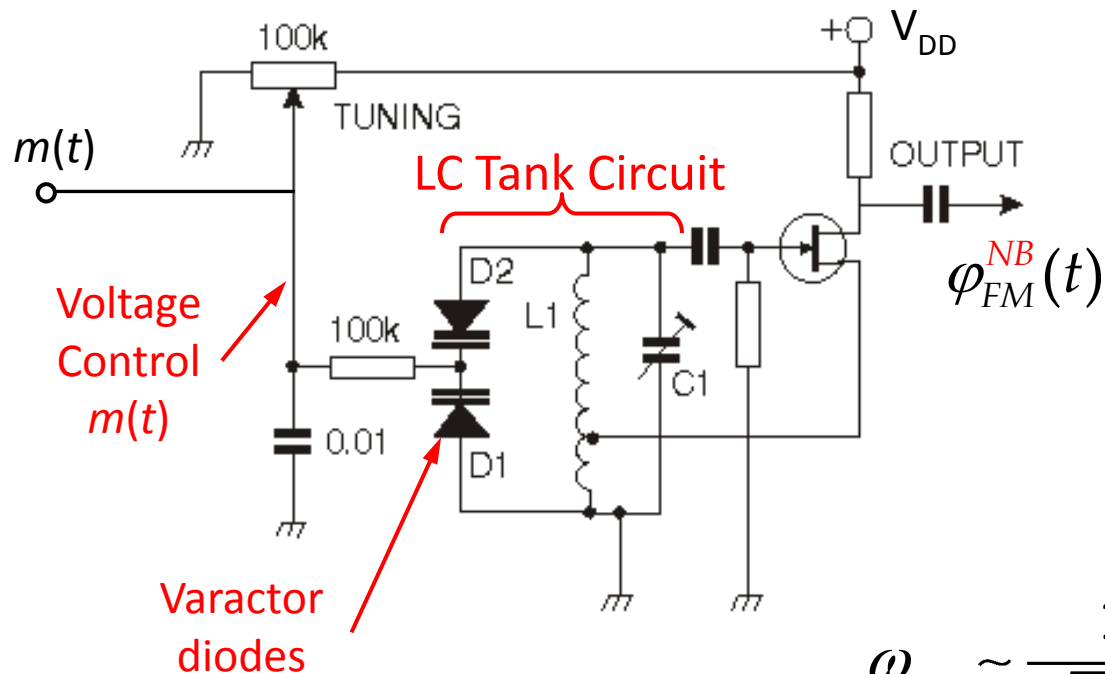 100k
+
V_DD
TUNING
m(t)
OUTPUT
LC Tank Circuit
φ_FM^NB(t)
D2
L1
Voltage
Control
m(t)
100k
C1
0.01
D1
Varactor
diodes
ω ~